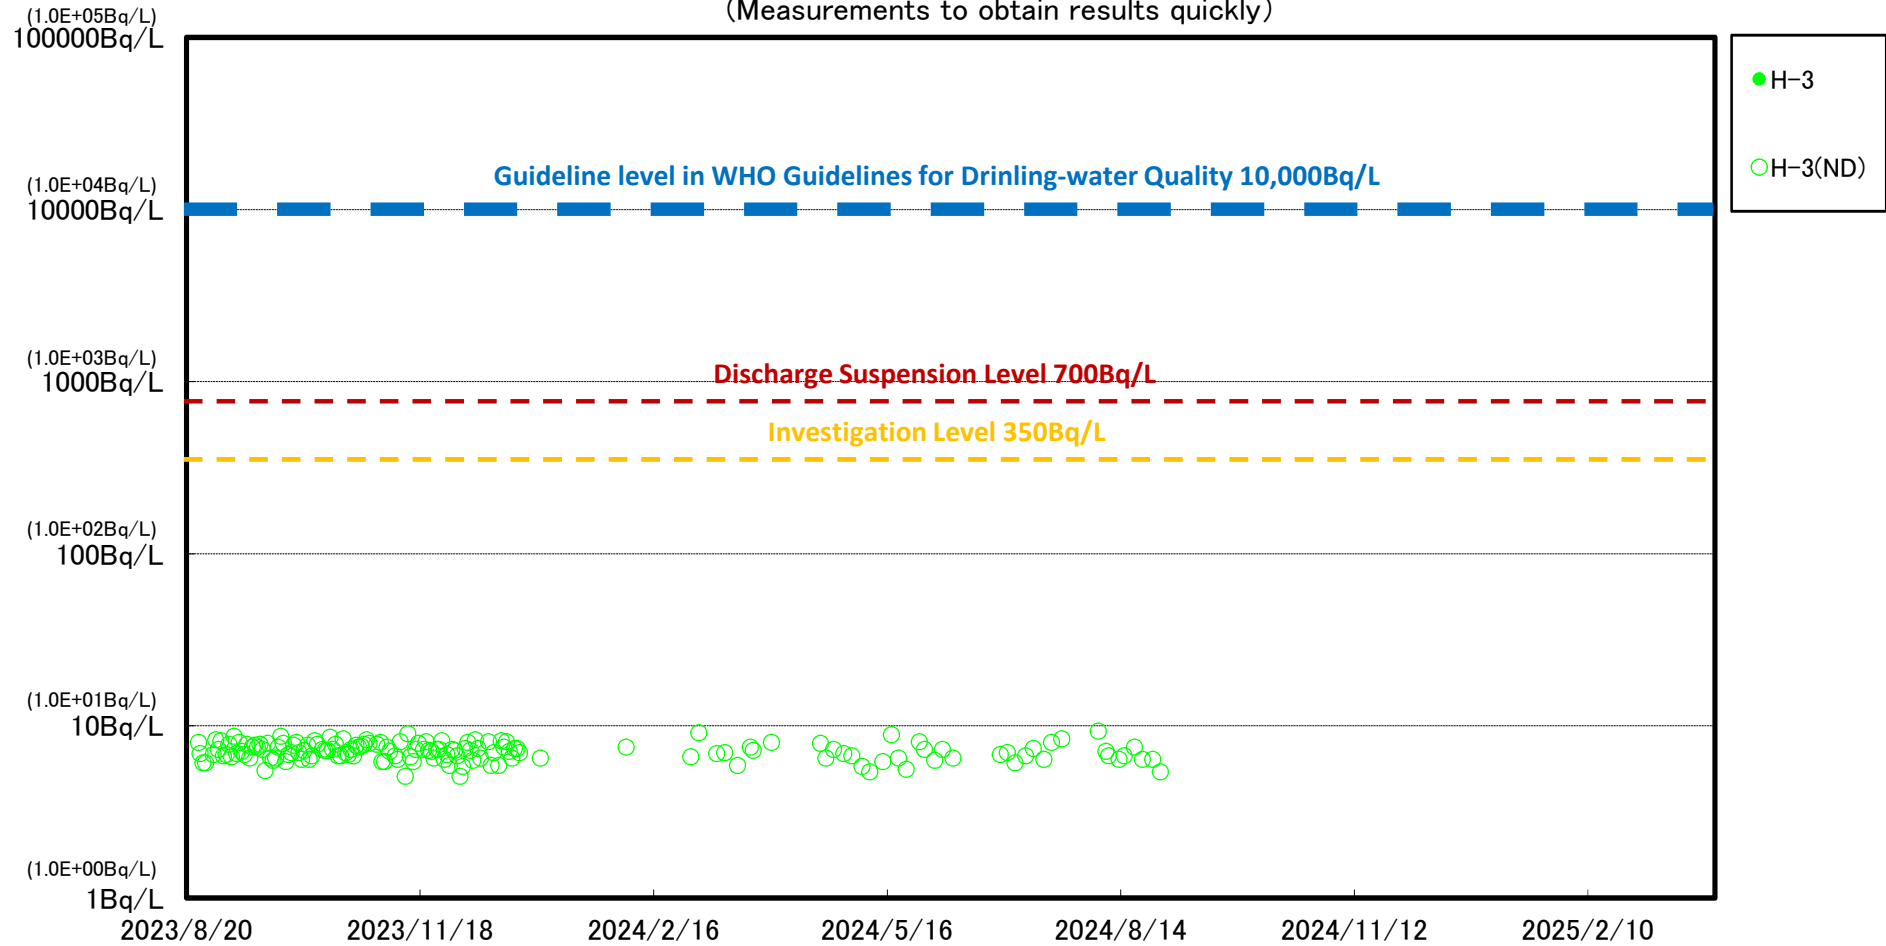 (Measurements to obtain results quickly)
(1.0E+05Bq/L)
100000Bq/L
H-3
H-3(ND)
Guideline level in WHO Guidelines for Drinling-water Quality 10,000Bq/L
(1.0E+04Bq/L)
10000Bq/L
(1.0E+03Bq/L)
1000Bq/L
Discharge Suspension Level 700Bq/L
Investigation Level 350Bq/L
(1.0E+02Bq/L)
100Bq/L
(1.0E+01Bq/L)
10Bq/L
(1.0E+00Bq/L)
1Bq/L
2023/8/20 2023/11/18 2024/2/16 2024/5/16 2024/8/14 2024/11/12 2025/2/10